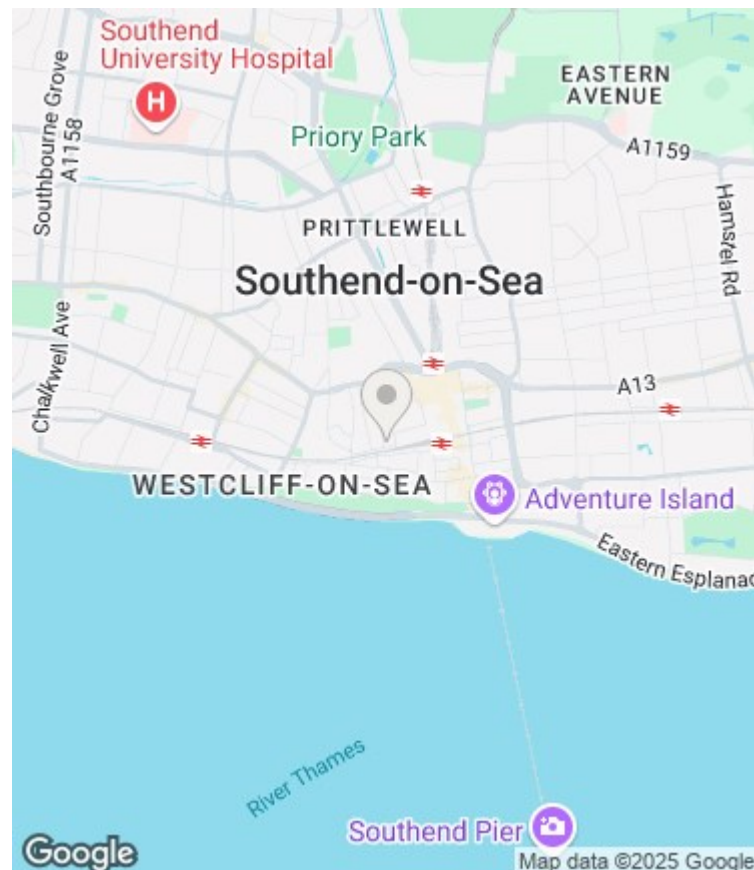 Southend
University Hospital
H
Southbourne Grove
A1158
EASTERN
AVENUE
Priory Park
A1159
PRITTLEWELL
Hamstel Rd
Southend-on-Sea
Chalkwell Ave
A13
WESTCLIFF-ON-SEA
Adventure Island
Eastern Esplanad
River Thames
Southend Pier
Google
Map data ©2025 Google